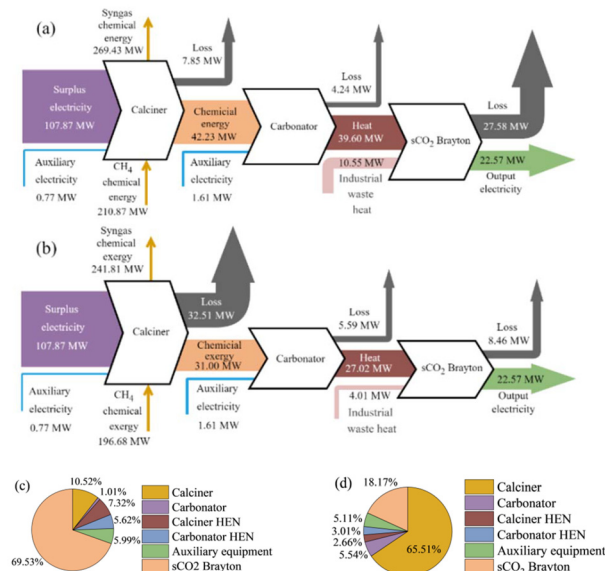 (a)
Syngas
chemical
energy
269.43 MW
Loss
7.85 MW
Loss
4.24 MW
Surplus
electricity
107.87 MW
Calciner
Chemicial
energy
42.23 MW
Carbonator
Heat
39.60 MW
sCO2 Brayton
Loss
27.58 MW
Auxiliary
electricity
0.77 MW
CH4
chemical
energy
210.87 MW
Auxiliary
electricity
1.61 MW
10.55 MW
Industrial
waste
heat
22.57 MW
Output
electricity
(b)
Syngas
chemical
exergy
241.81 MW
Loss
32.51 MW
Loss
5.59 MW
Loss
8.46 MW
Surplus
electricity
107.87 MW
Calciner
Chemicial
exergy
31.00 MW
Carbonator
Heat
27.02 MW
sCO2 Brayton
22.57 MW
Output
electricity
Auxiliary
electricity
0.77 MW
CH4
chemical
exergy
196.68 MW
Auxiliary
electricity
1.61 MW
4.01 MW
Industrial
waste heat
(c)
10.52%
1.01%
7.32%
5.62%
5.99%
69.53%
Calciner
Carbonator
Calciner HEN
Carbonator HEN
Auxiliary equipment
sCO2 Brayton
(d)
18.17%
5.11%
3.01%
2.66%
5.54%
65.51%
Calciner
Carbonator
Calciner HEN
Carbonator HEN
Auxiliary equipment
sCO2 Brayton